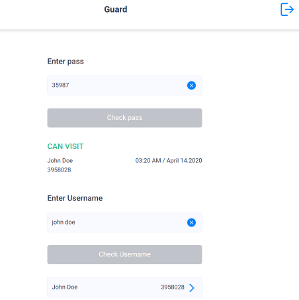 Guard
Enter pass
35987
Check pass
CAN VISIT
John Doe 03:20 AM / April 14.2020
3958028
Enter Username
john doe
Check Username
John Doe 3958028